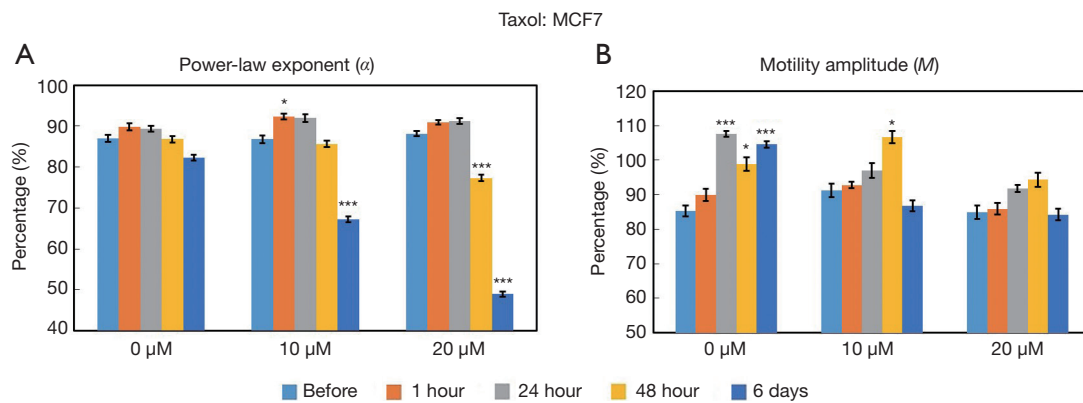 Taxol: MCF7
A
Power-law exponent (α)
Percentage (%)
100
90
80
70
60
50
40
*
***
***
***
0 µM
10 µM
20 µM
B
Motility amplitude (M)
Percentage (%)
120
110
100
90
80
70
60
50
***
*
***
*
0 µM
10 µM
20 µM
Before
1 hour
24 hour
48 hour
6 days